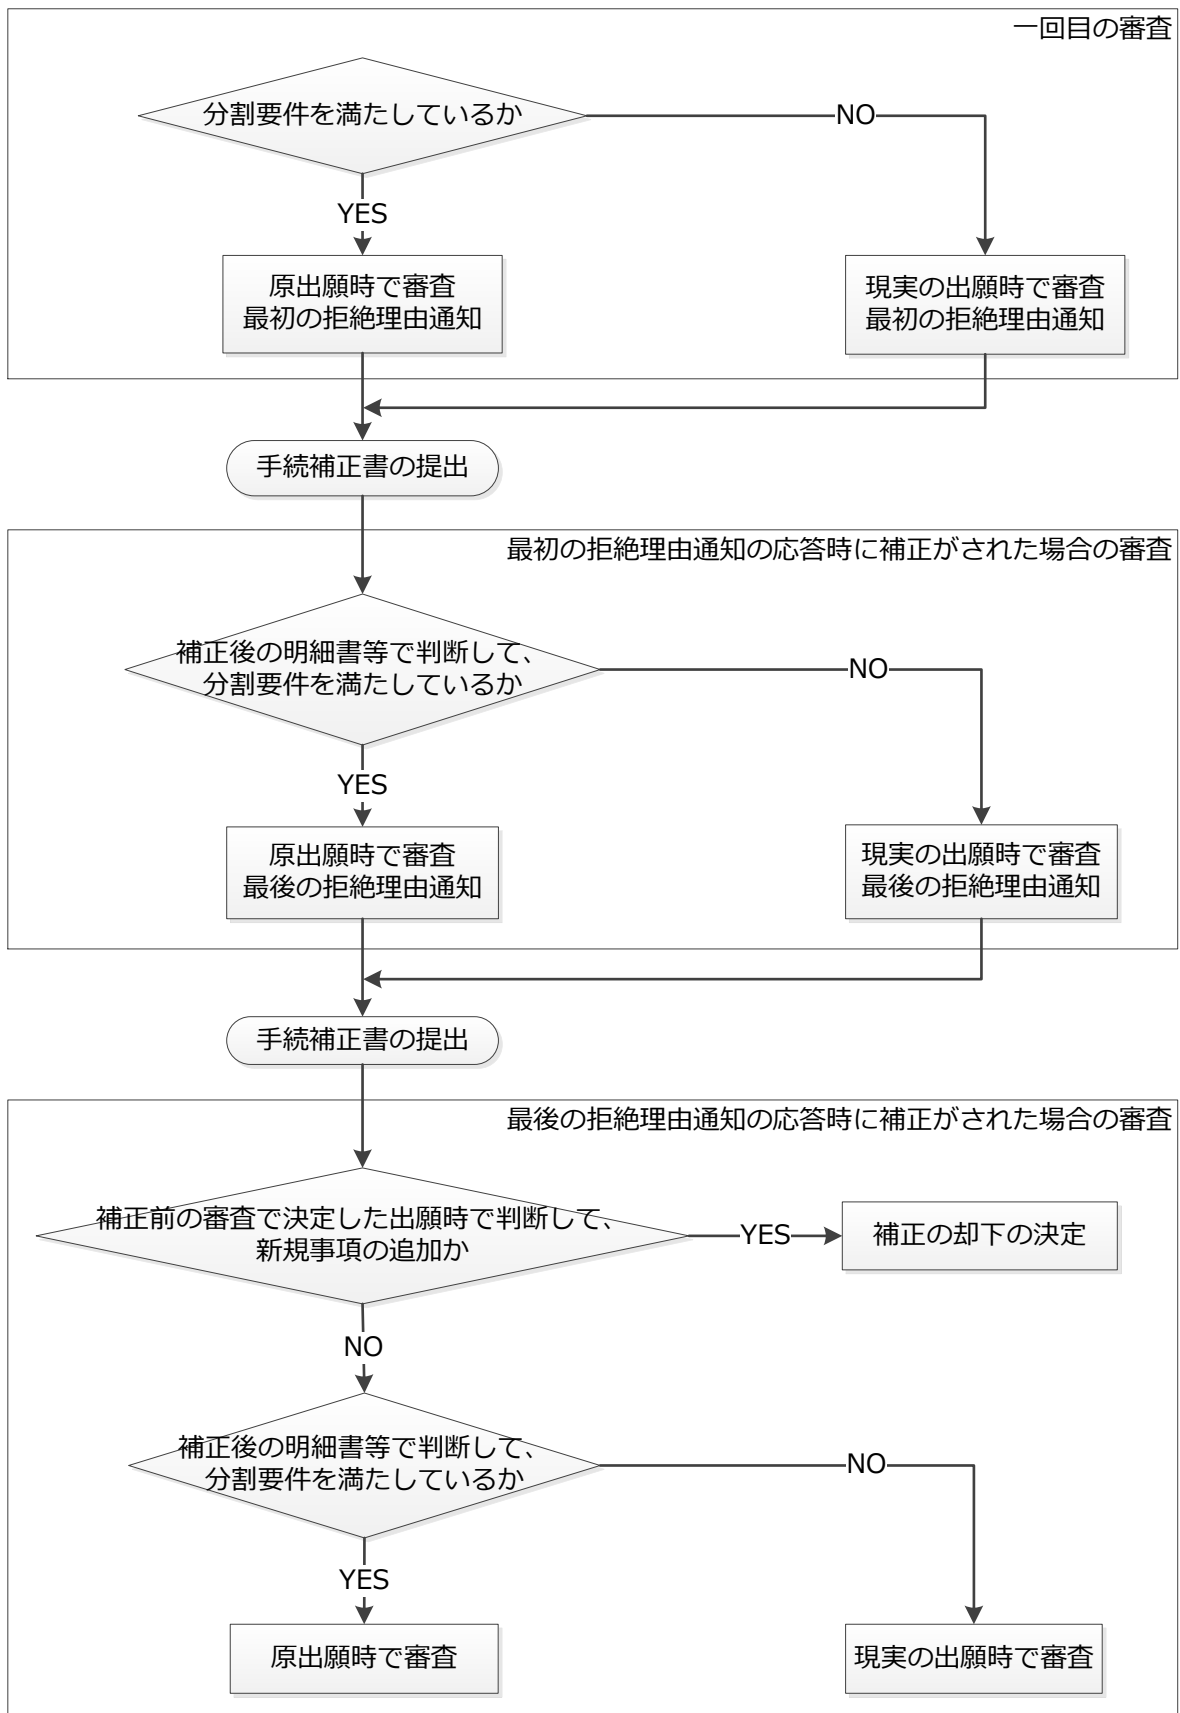 一回目の審査
分割要件を満たしているか
NO
YES
原出願時で審査
最初の拒絶理由通知
現実の出願時で審査
最初の拒絶理由通知
手続補正書の提出
最初の拒絶理由通知の応答時に補正がされた場合の審査
補正後の明細書等で判断して、
分割要件を満たしているか
NO
YES
原出願時で審査
最後の拒絶理由通知
現実の出願時で審査
最後の拒絶理由通知
手続補正書の提出
最後の拒絶理由通知の応答時に補正がされた場合の審査
補正前の審査で決定した出願時で判断して、
新規事項の追加か
YES
補正の却下の決定
NO
補正後の明細書等で判断して、
分割要件を満たしているか
NO
YES
原出願時で審査
現実の出願時で審査